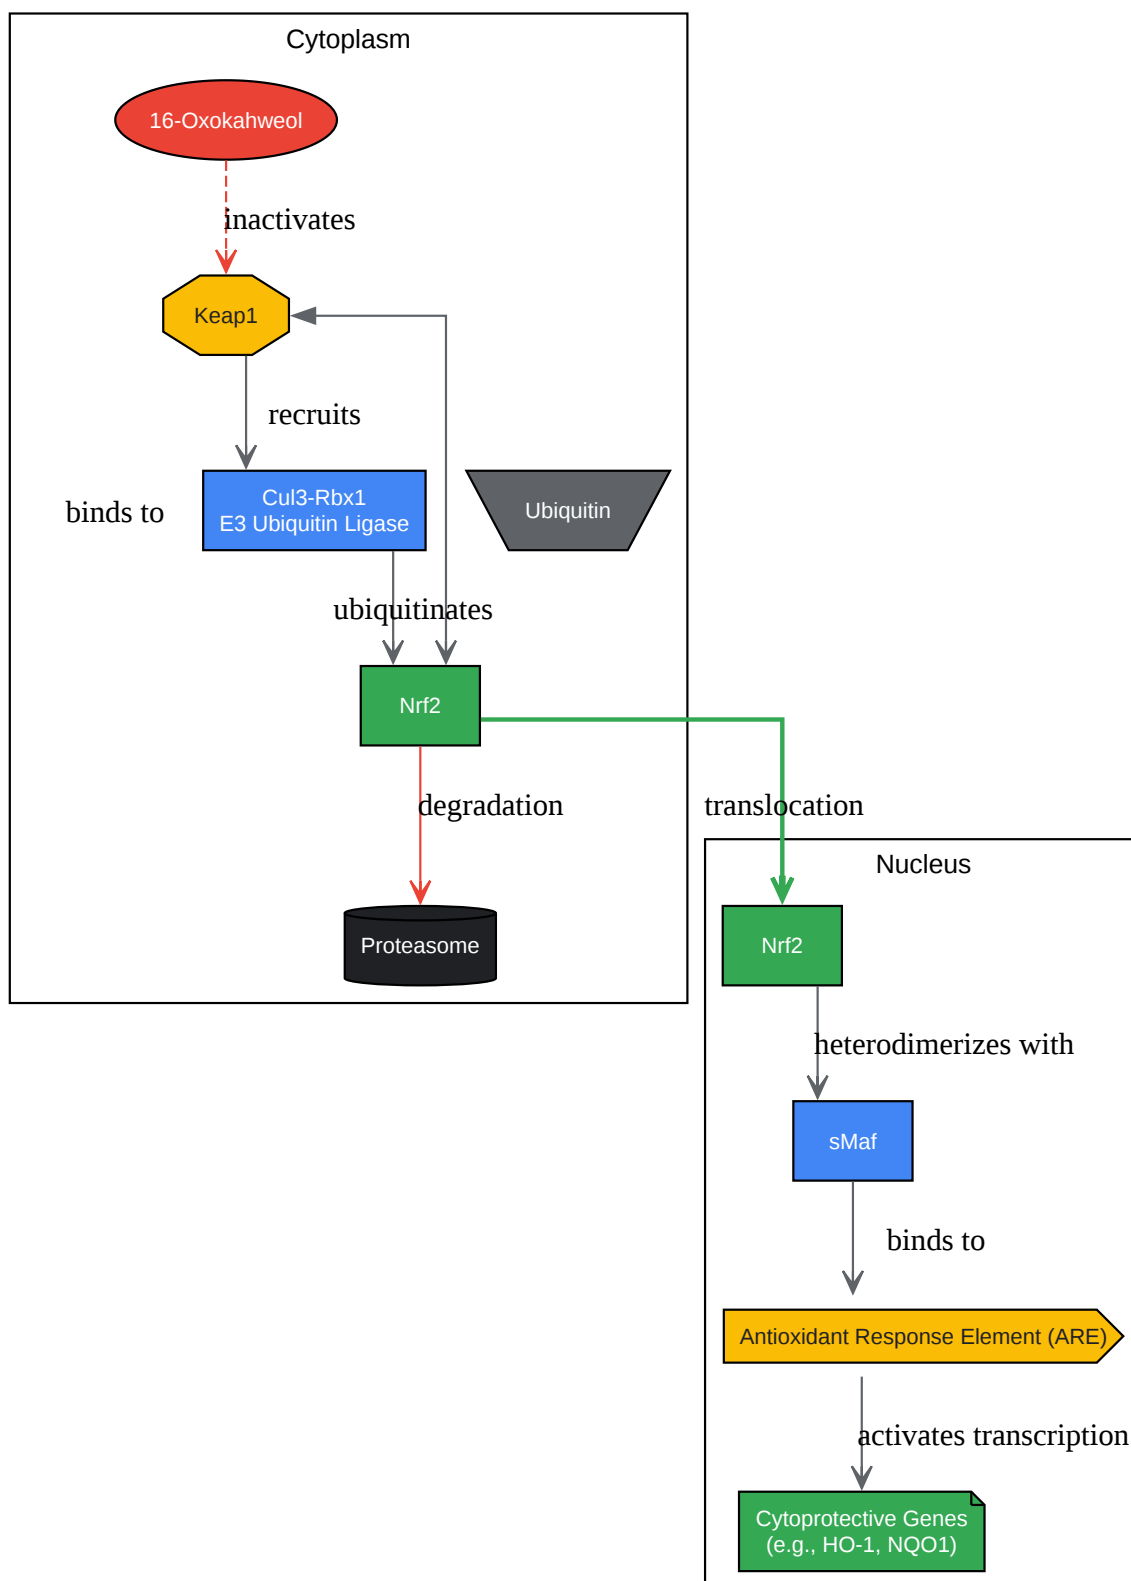 Cytoplasm
16-Oxokahweol
inactivates
Keap1
recruits
binds to
Cul3-Rbx1
E3 Ubiquitin Ligase
Ubiquitin
ubiquitinates
Nrf2
degradation
translocation
Proteasome
Nucleus
Nrf2
heterodimerizes with
sMaf
binds to
Antioxidant Response Element (ARE)
activates transcription
Cytoprotective Genes
(e.g., HO-1, NQO1)